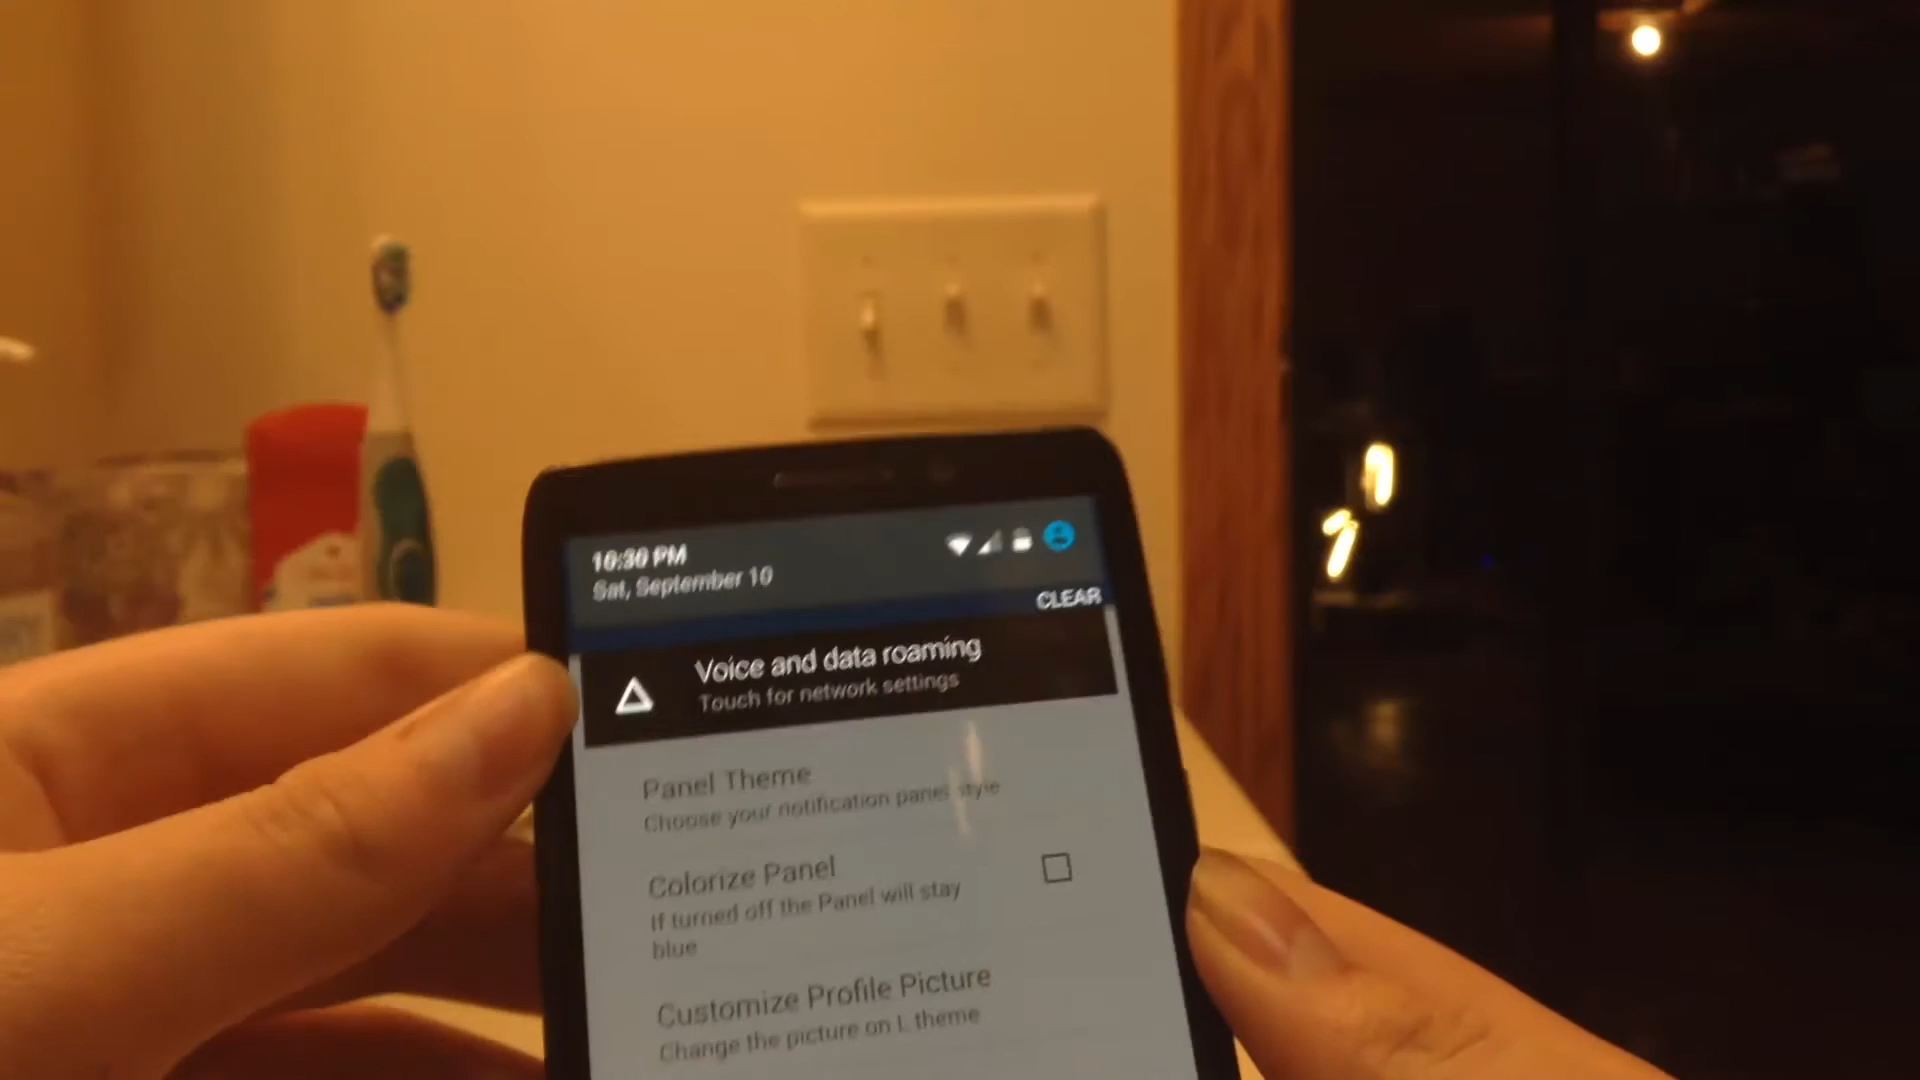 10:30 PM
Sat, September 10
CLEAR
Voice and data roaming
Touch for network settings
Panel Theme
Choose your notification panel style
Colorize Panel
If turned off the Panel will stay
blue
Customize Profile Picture
Change the picture on L theme